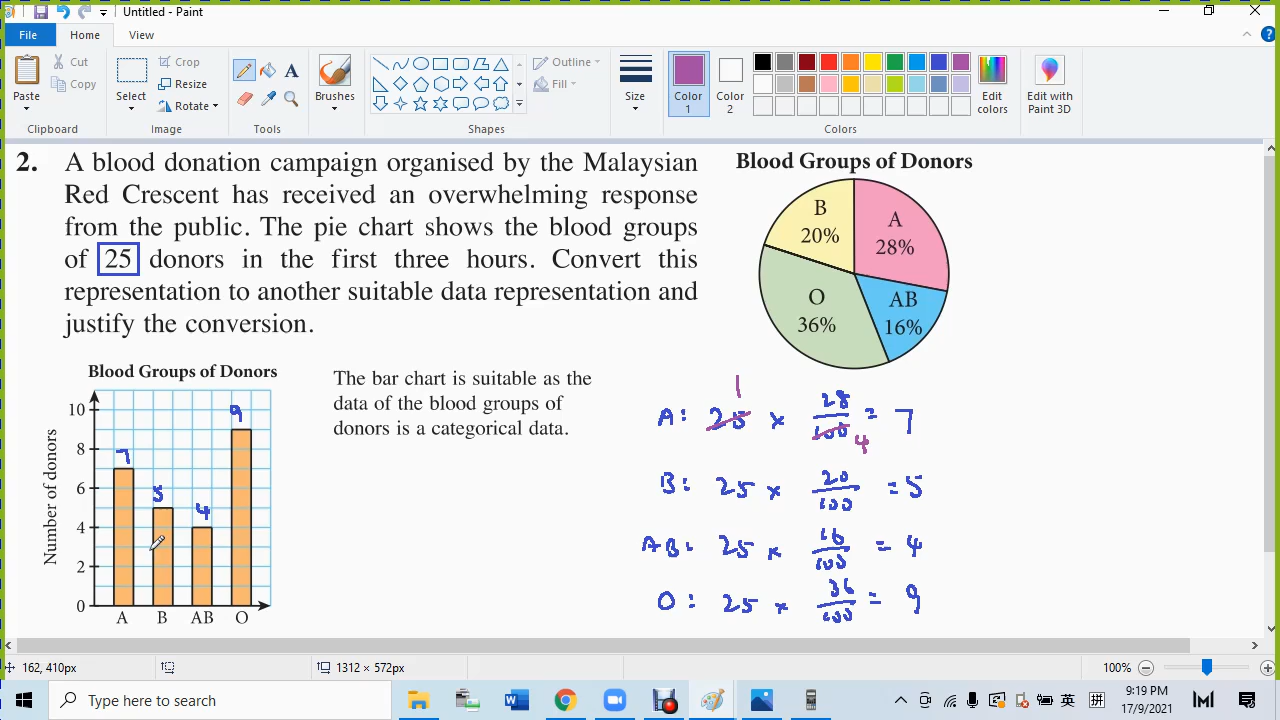 Untitled - Paint
File
Home
View
Paste
Cut
Copy
Clipboard
Select
Crop
Resize
Rotate
Image
A
Tools
Brushes
Outline
Fill
Shapes
Size
Color 1
Color 2
Edit colors
Edit with Paint 3D
Colors
2. A blood donation campaign organised by the Malaysian
Red Crescent has received an overwhelming response
from the public. The pie chart shows the blood groups
of 25 donors in the first three hours. Convert this
representation to another suitable data representation and
justify the conversion.
Blood Groups of Donors
B
20%
A
28%
O
36%
AB
16%
Blood Groups of Donors
Number of donors
10
8
6
4
2
0
7
5
4
9
A B AB O
The bar chart is suitable as the
data of the blood groups of
donors is a categorical data.
1
A: 25 × 28/100 = 7
4
B: 25 × 20/100 = 5
AB: 25 × 16/100 = 4
O: 25 × 36/100 = 9
162, 410px
1312 × 572px
100%
Type here to search
英
拼
9:19 PM
17/9/2021